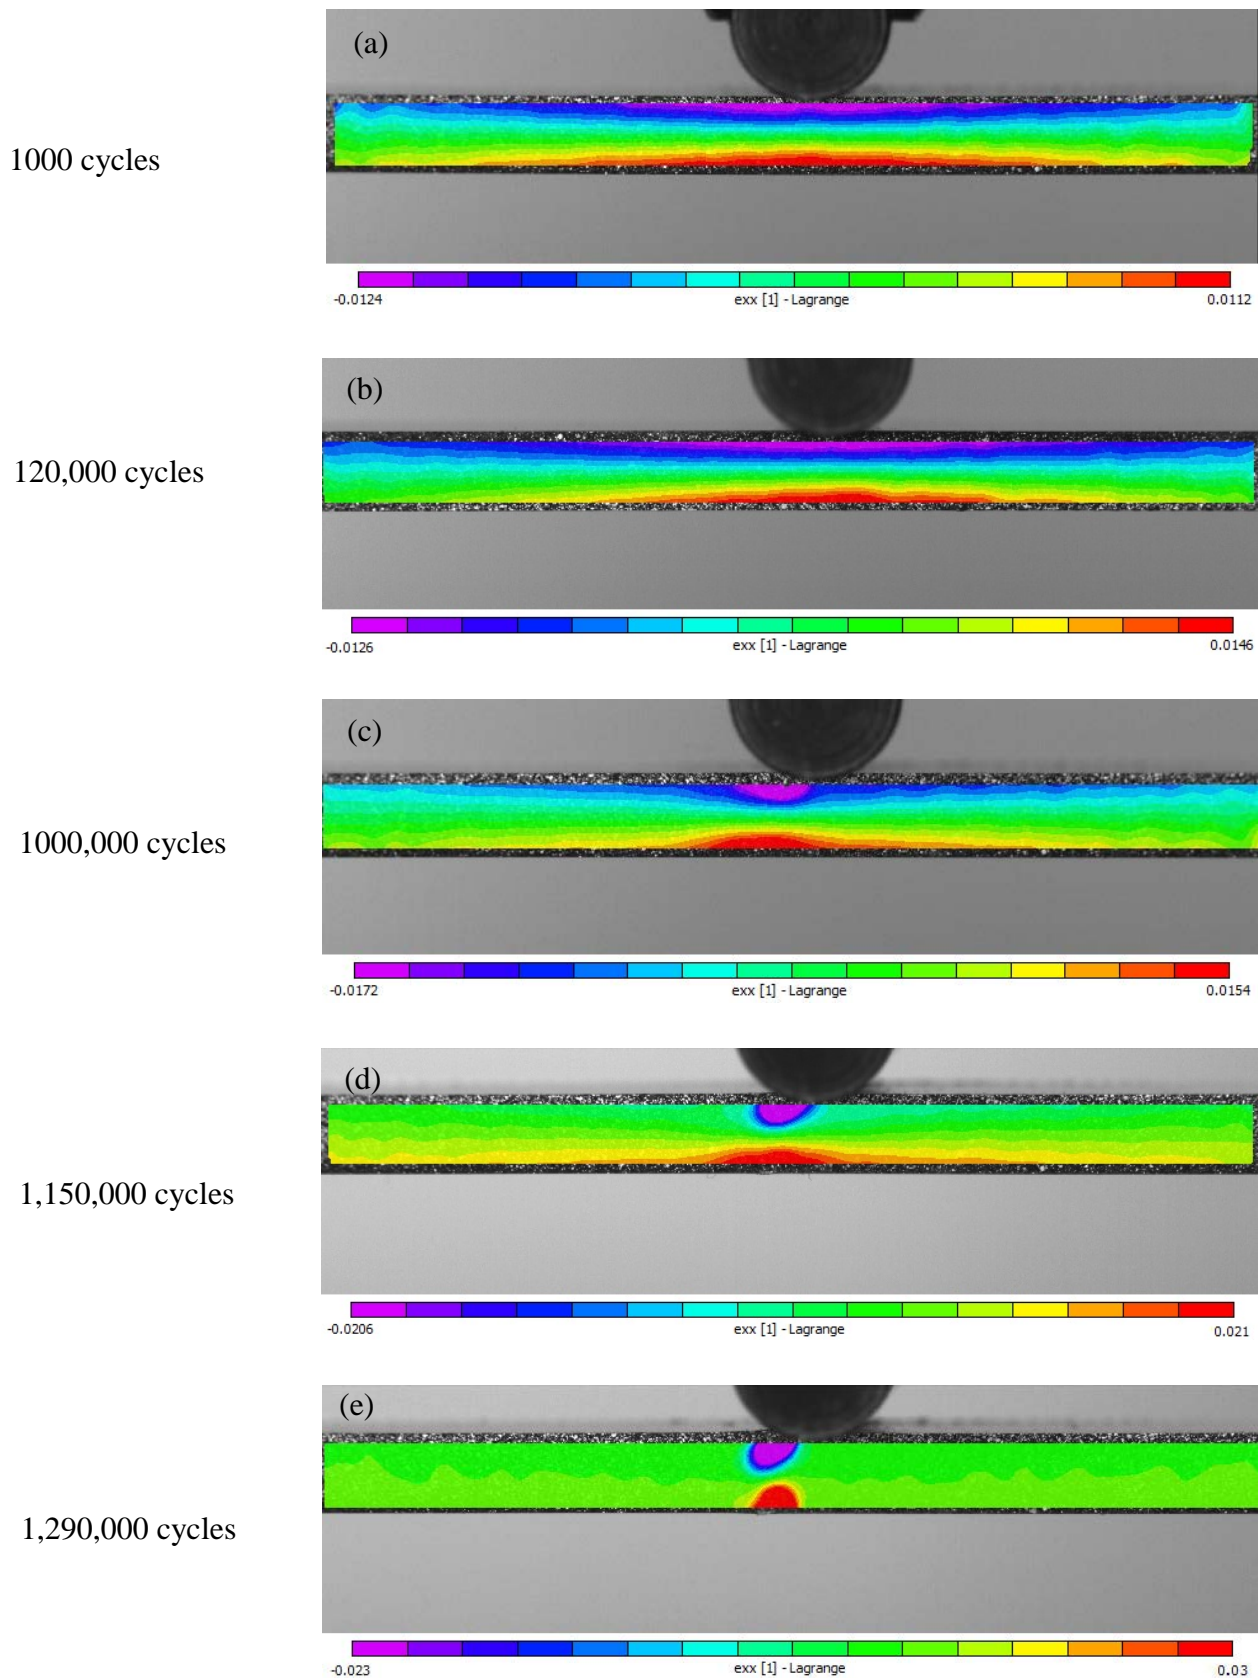 (a)
1000 cycles
-0.0124 exx [1] - Lagrange 0.0112
(b)
120,000 cycles
-0.0126 exx [1] - Lagrange 0.0146
(c)
1000,000 cycles
-0.0172 exx [1] - Lagrange 0.0154
(d)
1,150,000 cycles
-0.0206 exx [1] - Lagrange 0.021
(e)
1,290,000 cycles
-0.023 exx [1] - Lagrange 0.03